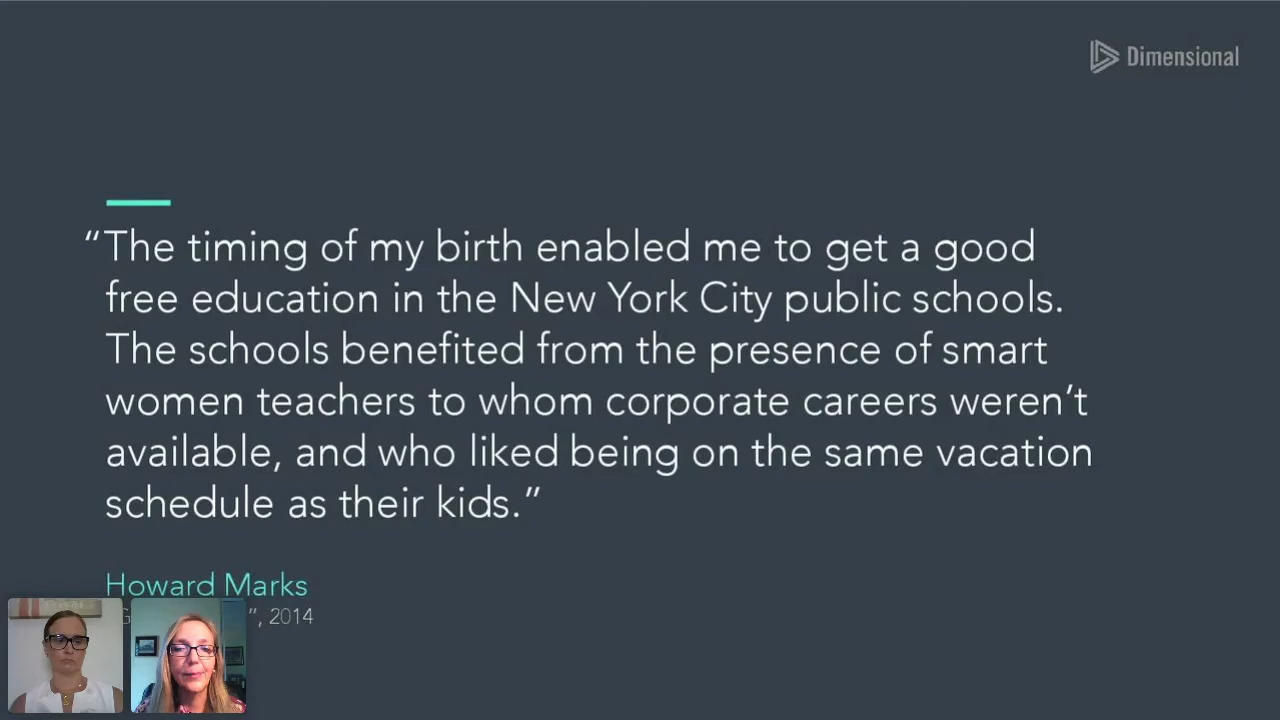 Dimensional
“The timing of my birth enabled me to get a good
free education in the New York City public schools.
The schools benefited from the presence of smart
women teachers to whom corporate careers weren’t
available, and who liked being on the same vacation
schedule as their kids.”
Howard Marks
”, 2014